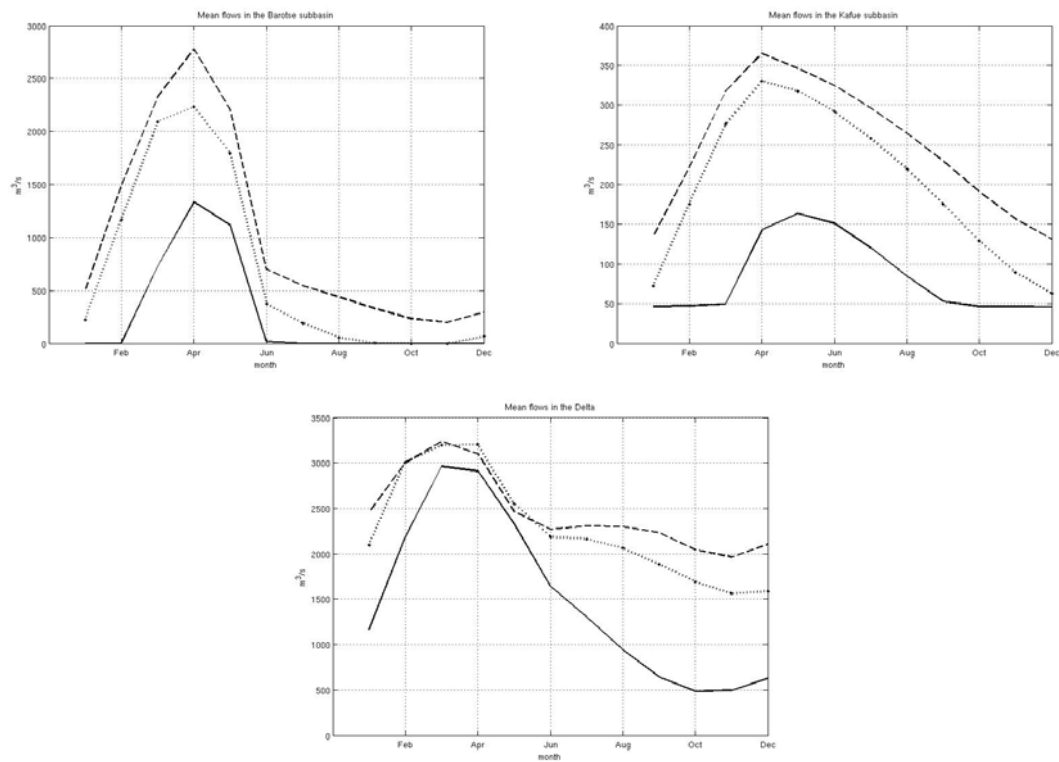 Mean flows in the Barotse subbasin
3000
2500
2000
1500
1000
500
0
m³/s
Feb Apr Jun Aug Oct Dec
month
Mean flows in the Kafue subbasin
400
350
300
250
200
150
100
50
0
m³/s
Feb Apr Jun Aug Oct Dec
month
Mean flows in the Delta
3500
3000
2500
2000
1500
1000
500
0
m³/s
Feb Apr Jun Aug Oct Dec
month